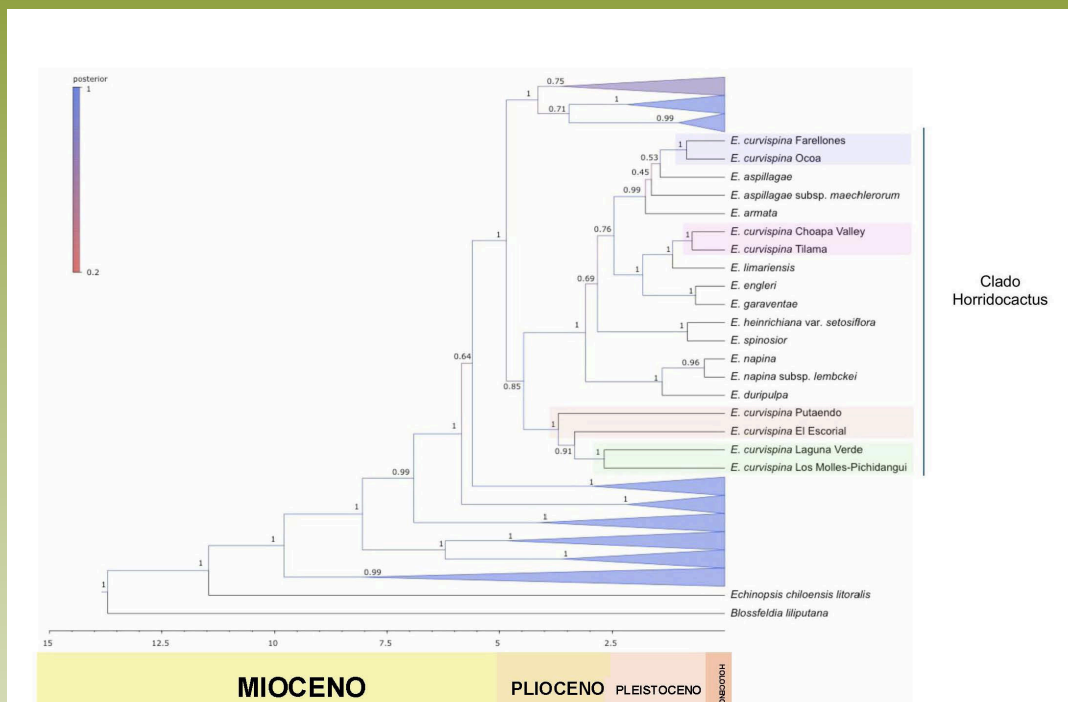 posterior
1
0.2
0.75
1
1
0.71
0.99
E. curvispina Farellones
1
E. curvispina Ocoa
0.53
E. aspillagae
0.45
E. aspillagae subsp. maechlerorum
0.99
E. armata
E. curvispina Choapa Valley
1
0.76
1
E. curvispina Tilama
1
E. limariensis
1
0.69
E. engleri
1
E. garaventae
E. heinrichiana var. setosiflora
1
1
E. spinosior
E. napina
0.96
0.64
E. napina subsp. lembckei
1
0.85
E. duripulpa
E. curvispina Putaendo
1
1
E. curvispina El Escorial
0.91
E. curvispina Laguna Verde
1
E. curvispina Los Molles-Pichidangui
Clado
Horridocactus
0.99
1
1
1
1
1
1
1
1
1
0.99
1
Echinopsis chiloensis litoralis
1
Blossfeldia liliputana
15 12.5 10 7.5 5 2.5
MIOCENO PLIOCENO PLEISTOCENO HOLOCENO